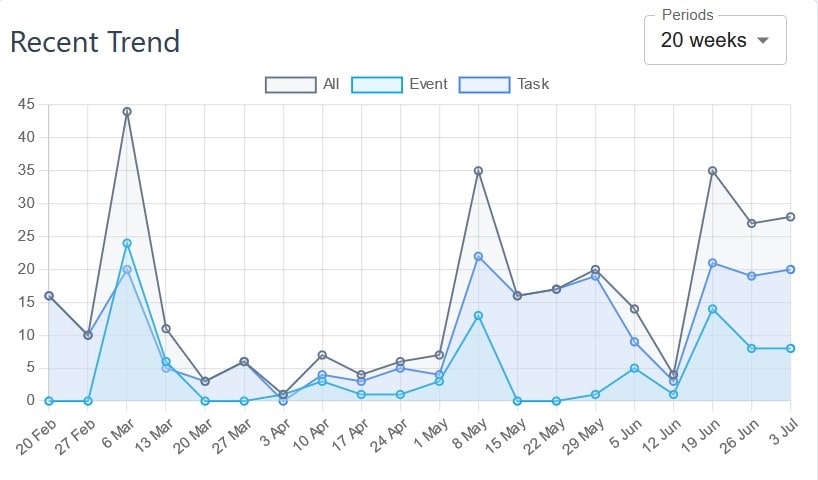 Recent Trend
Periods
20 weeks
All Event Task
45
40
35
30
25
20
15
10
5
0
20 Feb 27 Feb 6 Mar 13 Mar 20 Mar 27 Mar 3 Apr 10 Apr 17 Apr 24 Apr 1 May 8 May 15 May 22 May 29 May 5 Jun 12 Jun 19 Jun 26 Jun 3 Jul